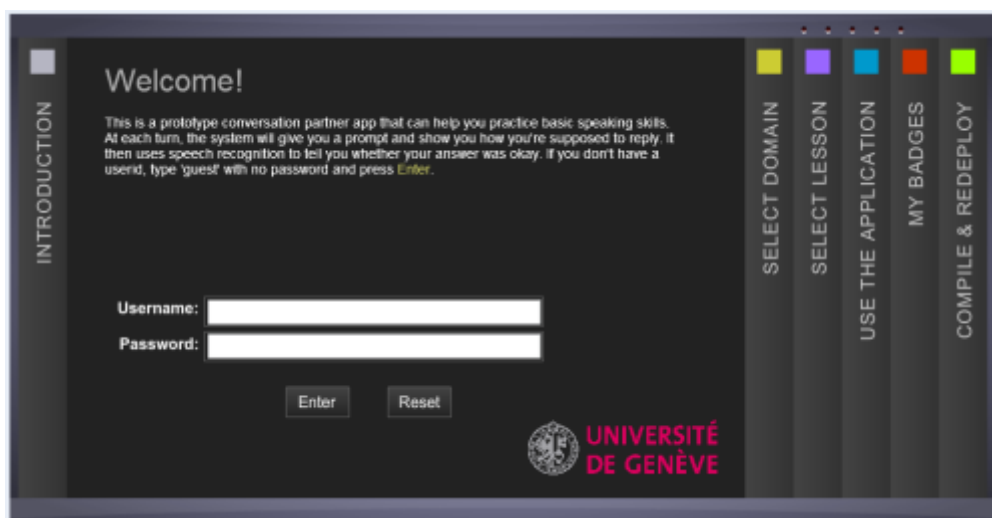 INTRODUCTION
Welcome!
This is a prototype conversation partner app that can help you practice basic speaking skills.
At each turn, the system will give you a prompt and show you how you're supposed to reply. It
then uses speech recognition to tell you whether your answer was okay. If you don't have a
userid, type 'guest' with no password and press Enter.
Username:
Password:
Enter Reset
UNIVERSITÉ
DE GENÈVE
SELECT DOMAIN
SELECT LESSON
USE THE APPLICATION
MY BADGES
COMPILE & REDEPLOY